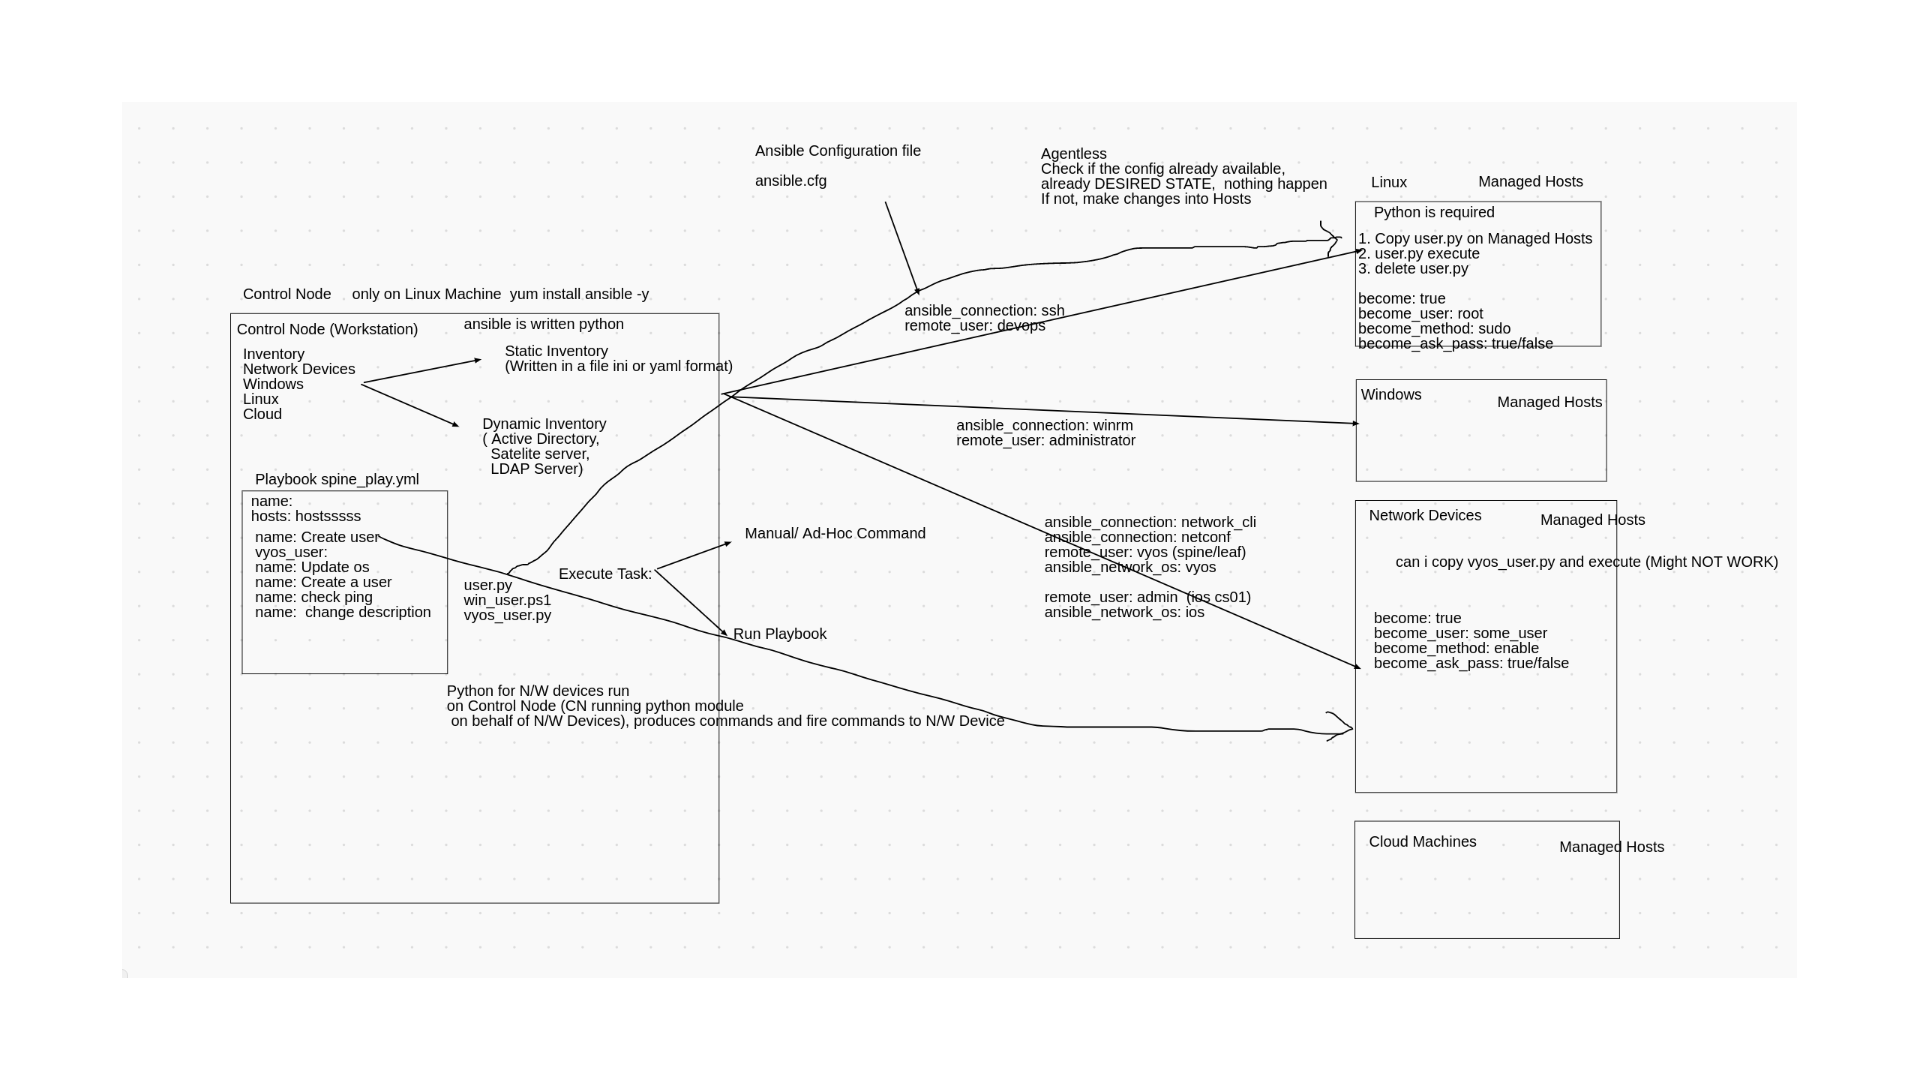 Ansible Configuration file
ansible.cfg
Agentless
Check if the config already available,
already DESIRED STATE,  nothing happen
If not, make changes into Hosts
Linux
Managed Hosts
Python is required
1. Copy user.py on Managed Hosts
2. user.py execute
3. delete user.py
become: true
become_user: root
become_method: sudo
become_ask_pass: true/false
Control Node     only on Linux Machine  yum install ansible -y
Control Node (Workstation)
ansible is written python
Inventory
Network Devices
Windows
Linux
Cloud
Static Inventory
(Written in a file ini or yaml format)
Dynamic Inventory
( Active Directory,
Satelite server,
LDAP Server)
ansible_connection: ssh
remote_user: devops
ansible_connection: winrm
remote_user: administrator
Windows
Managed Hosts
Playbook spine_play.yml
name:
hosts: hostsssss
name: Create user
vyos_user:
name: Update os
name: Create a user
name: check ping
name:  change description
user.py
win_user.ps1
vyos_user.py
Execute Task:
Manual/ Ad-Hoc Command
Run Playbook
ansible_connection: network_cli
ansible_connection: netconf
remote_user: vyos (spine/leaf)
ansible_network_os: vyos
remote_user: admin  (ios cs01)
ansible_network_os: ios
Network Devices
Managed Hosts
can i copy vyos_user.py and execute (Might NOT WORK)
become: true
become_user: some_user
become_method: enable
become_ask_pass: true/false
Python for N/W devices run
on Control Node (CN running python module
on behalf of N/W Devices), produces commands and fire commands to N/W Device
Cloud Machines
Managed Hosts